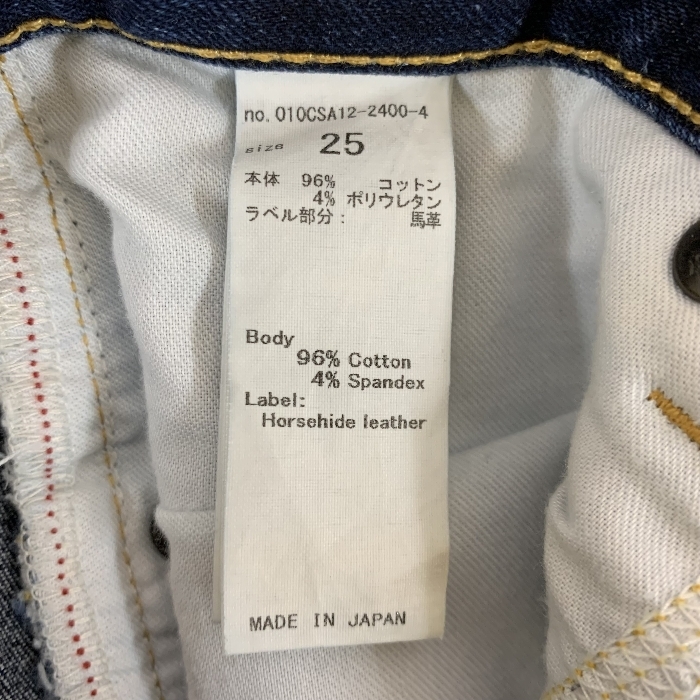 no. 010CSA12-2400-4
size 25
本体 96% コットン
4% ポリウレタン
ラベル部分： 馬革
Body
96% Cotton
4% Spandex
Label:
Horsehide leather
MADE IN JAPAN